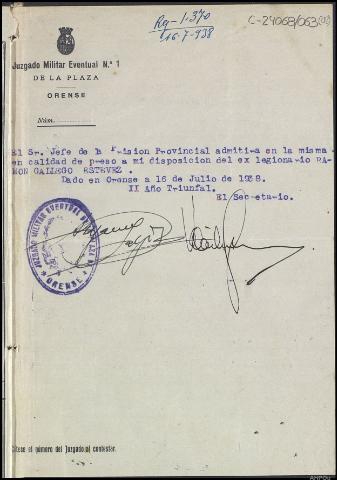 Rg-1.370
16-7-938
C-24063/063(13)
Juzgado Militar Eventual N.º 1
DE LA PLAZA
ORENSE
Núm.
El Sr. Jefe de la Prision Provincial admitira en la misma
en calidad de preso a mi disposicion del ex legionario RA-
MON GALLEGO ESTEVEZ.
Dado en Orense a 16 de Julio de 1938.
II Año Triunfal.
El Secretario.
JUZGADO MILITAR EVENTUAL
ORENSE
Cítese el número del Juzgado al contestar.
AHPOu